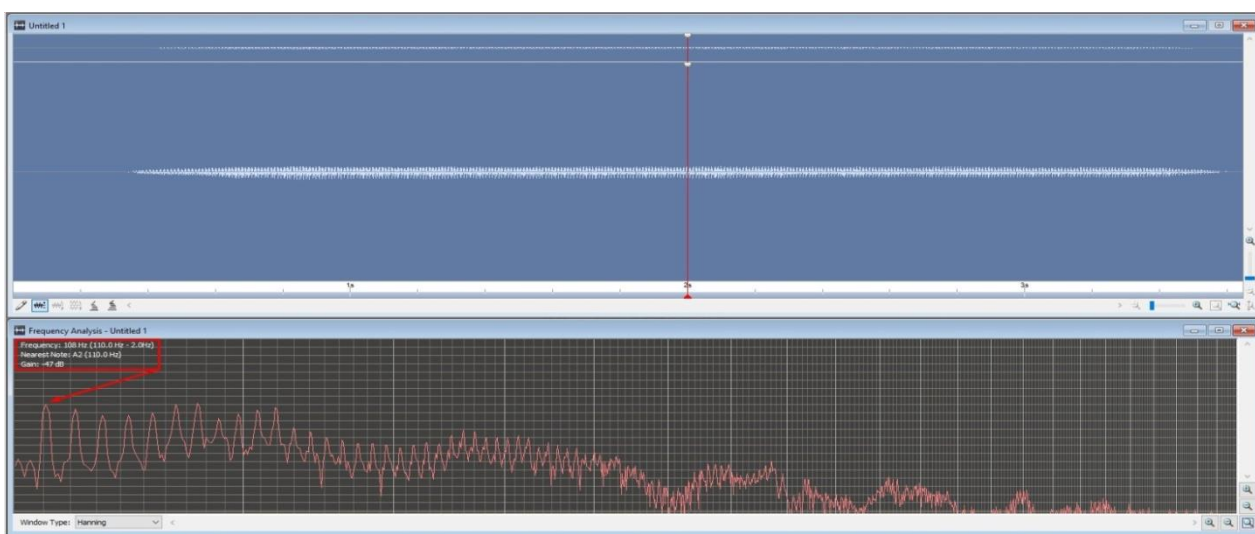 Untitled 1
1s
2s
3s
Frequency Analysis - Untitled 1
Frequency: 108 Hz (110.0 Hz - 2.0Hz)
Nearest Note: A2 (110.0 Hz)
Gain: -47 dB
Window Type: Hanning